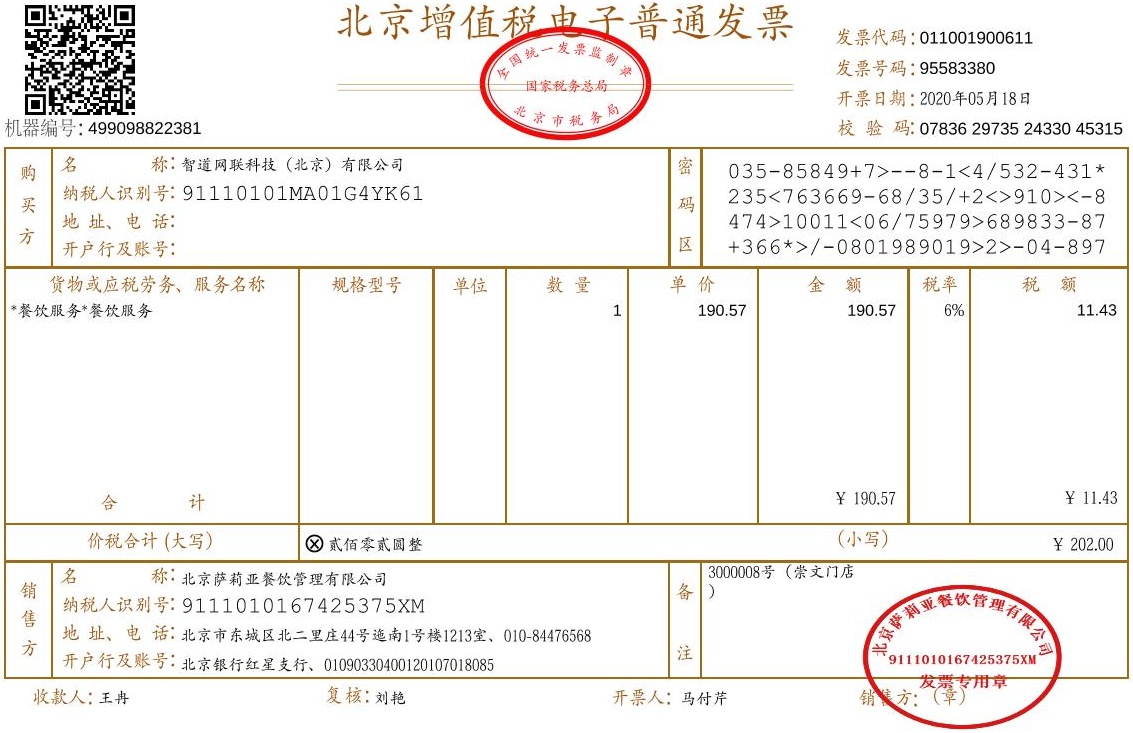 北京增值税电子普通发票
全国统一发票监制章
国家税务总局
北京市税务局
发票代码:011001900611
发票号码:95583380
开票日期:2020年05月18日
机器编号:499098822381
校 验 码:07836 29735 24330 45315
购买方
名 称:智道网联科技（北京）有限公司
纳税人识别号:91110101MA01G4YK61
地 址、电 话:
开户行及账号:
密码区
035-85849+7>--8-1<4/532-431*
235<763669-68/35/+2<>910><-8
474>10011<06/75979>689833-87
+366*>/-0801989019>2>-04-897
货物或应税劳务、服务名称 规格型号 单位 数 量 单 价 金 额 税率 税 额
*餐饮服务*餐饮服务 1 190.57 190.57 6% 11.43
合 计 ¥ 190.57 ¥ 11.43
价税合计(大写) ⊗贰佰零贰圆整 (小写) ¥ 202.00
销售方
名 称:北京萨莉亚餐饮管理有限公司
纳税人识别号:9111010167425375XM
地 址、电 话:北京市东城区北二里庄44号迤南1号楼1213室、010-84476568
开户行及账号:北京银行红星支行、01090330400120107018085
备注
3000008号（崇文门店
）
北京萨莉亚餐饮管理有限公司
9111010167425375XM
发票专用章
收款人:王冉 复核:刘艳 开票人:马付芹 销售方:(章)